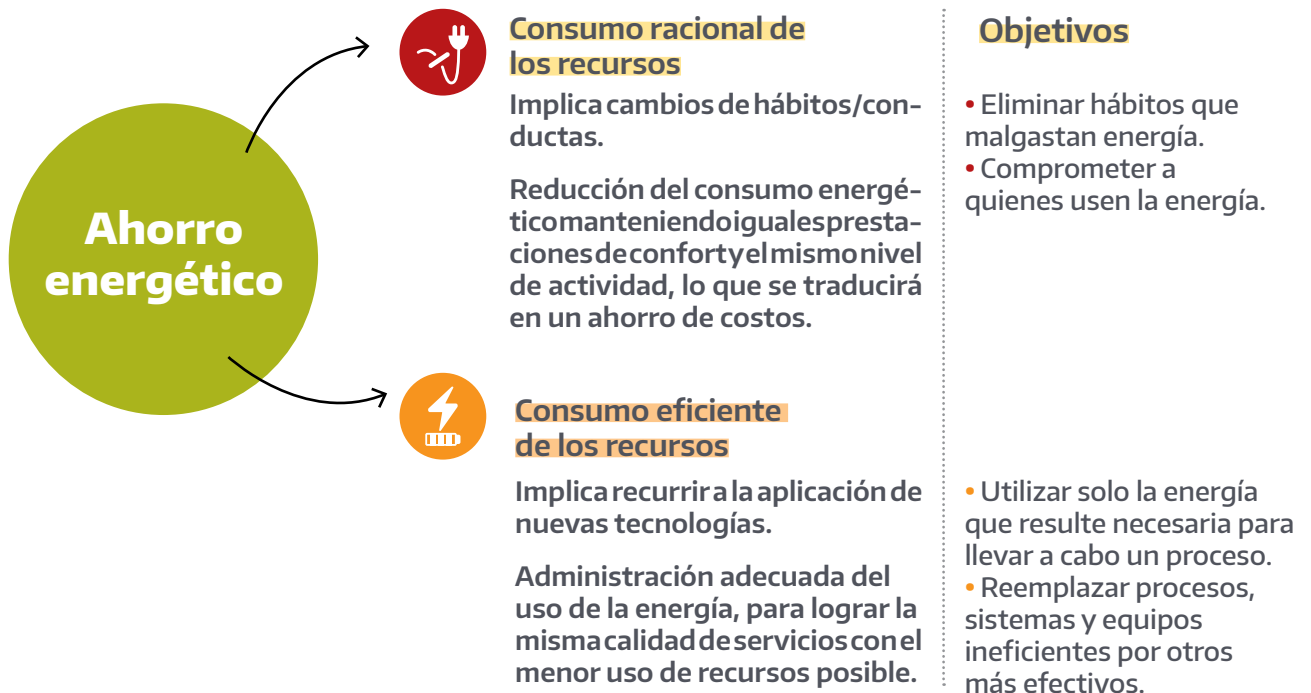 Ahorro
energético
Consumo racional de
los recursos
Implica cambios de hábitos/con-
ductas.
Reducción del consumo energé-
tico manteniendo iguales presta-
ciones de confort y el mismo nivel
de actividad, lo que se traducirá
en un ahorro de costos.
Objetivos
• Eliminar hábitos que
malgastan energía.
• Comprometer a
quienes usen la energía.
Consumo eficiente
de los recursos
Implica recurrir a la aplicación de
nuevas tecnologías.
Administración adecuada del
uso de la energía, para lograr la
misma calidad de servicios con el
menor uso de recursos posible.
• Utilizar solo la energía
que resulte necesaria para
llevar a cabo un proceso.
• Reemplazar procesos,
sistemas y equipos
ineficientes por otros
más efectivos.